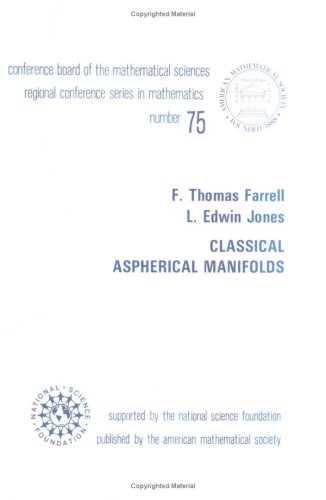 Copyrighted Material
conference board of the mathematical sciences
regional conference series in mathematics
number 75
AMERICAN MATHEMATICAL SOCIETY
FOUNDED 1888
F. Thomas Farrell
L. Edwin Jones
CLASSICAL
ASPHERICAL MANIFOLDS
NATIONAL SCIENCE FOUNDATION
supported by the national science foundation
published by the american mathematical society
Copyrighted Material